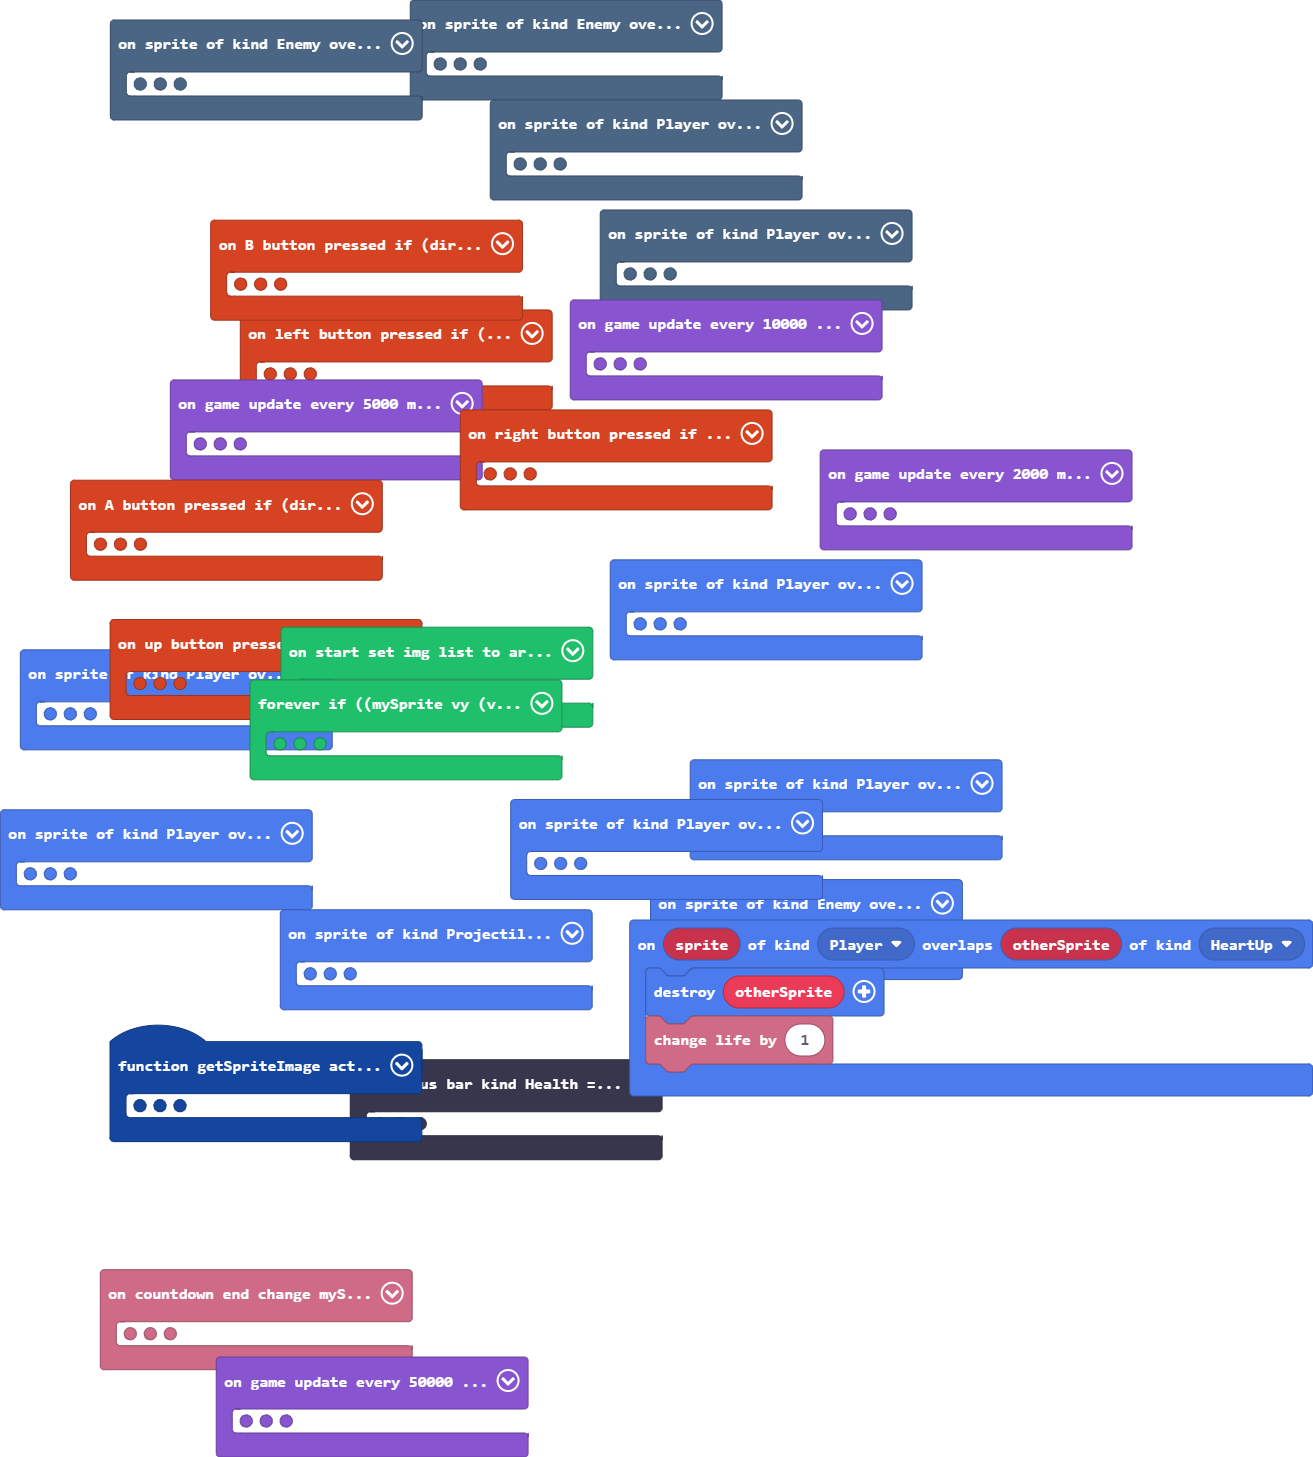 on sprite of kind Enemy ove...
on sprite of kind Enemy ove...
on sprite of kind Player ov...
on sprite of kind Player ov...
on B button pressed if (dir...
on left button pressed if (...
on game update every 10000 ...
on game update every 5000 m...
on right button pressed if ...
on game update every 2000 m...
on A button pressed if (dir...
on sprite of kind Player ov...
on up button presse
on start set img list to ar...
on sprite kind Player ov...
forever if ((mySprite vy (v...
on sprite of kind Player ov...
on sprite of kind Player ov...
on sprite of kind Player ov...
on sprite of kind Enemy ove...
on sprite of kind Projectil...
on sprite of kind Player overlaps otherSprite of kind HeartUp
destroy otherSprite
change life by 1
function getSpriteImage act...
us bar kind Health =...
on countdown end change myS...
on game update every 50000 ...